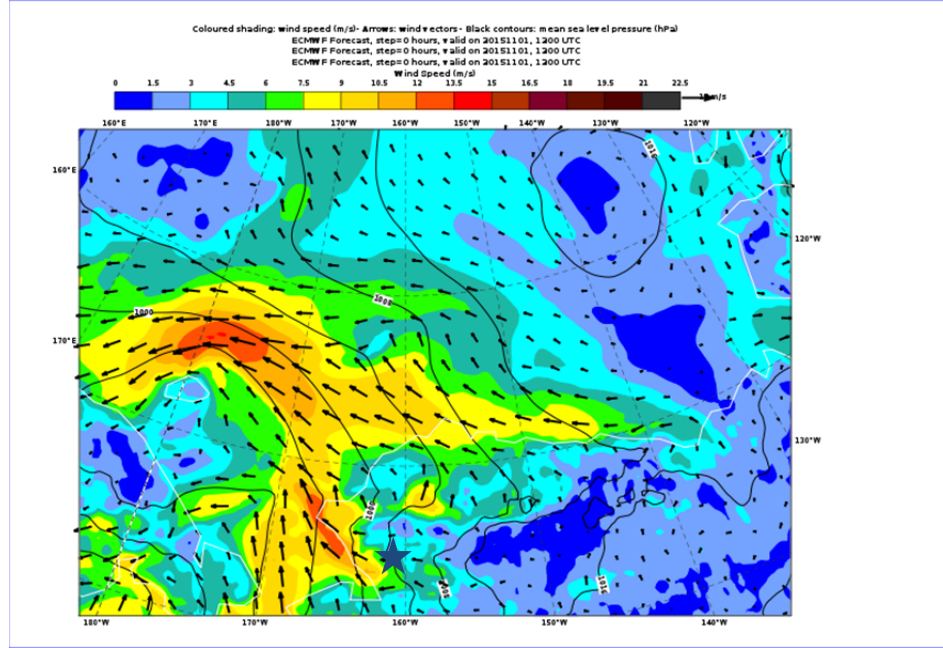 Coloured shading: wind speed (m/s)- Arrows: wind vectors - Black contours: mean sea level pressure (hPa)
ECMWF Forecast, step=0 hours, valid on 20151101, 1200 UTC
ECMWF Forecast, step=0 hours, valid on 20151101, 1200 UTC
ECMWF Forecast, step=0 hours, valid on 20151101, 1200 UTC
Wind Speed (m/s)
0 1.5 3 4.5 6 7.5 9 10.5 12 13.5 15 16.5 18 19.5 21 22.5
m/s
160°E 170°E 180°W 170°W 160°W 150°W 140°W 130°W 120°W
1016
160°E
120°W
1008
1000
170°E
130°W
1008
1016
180°W 170°W 160°W 150°W 140°W